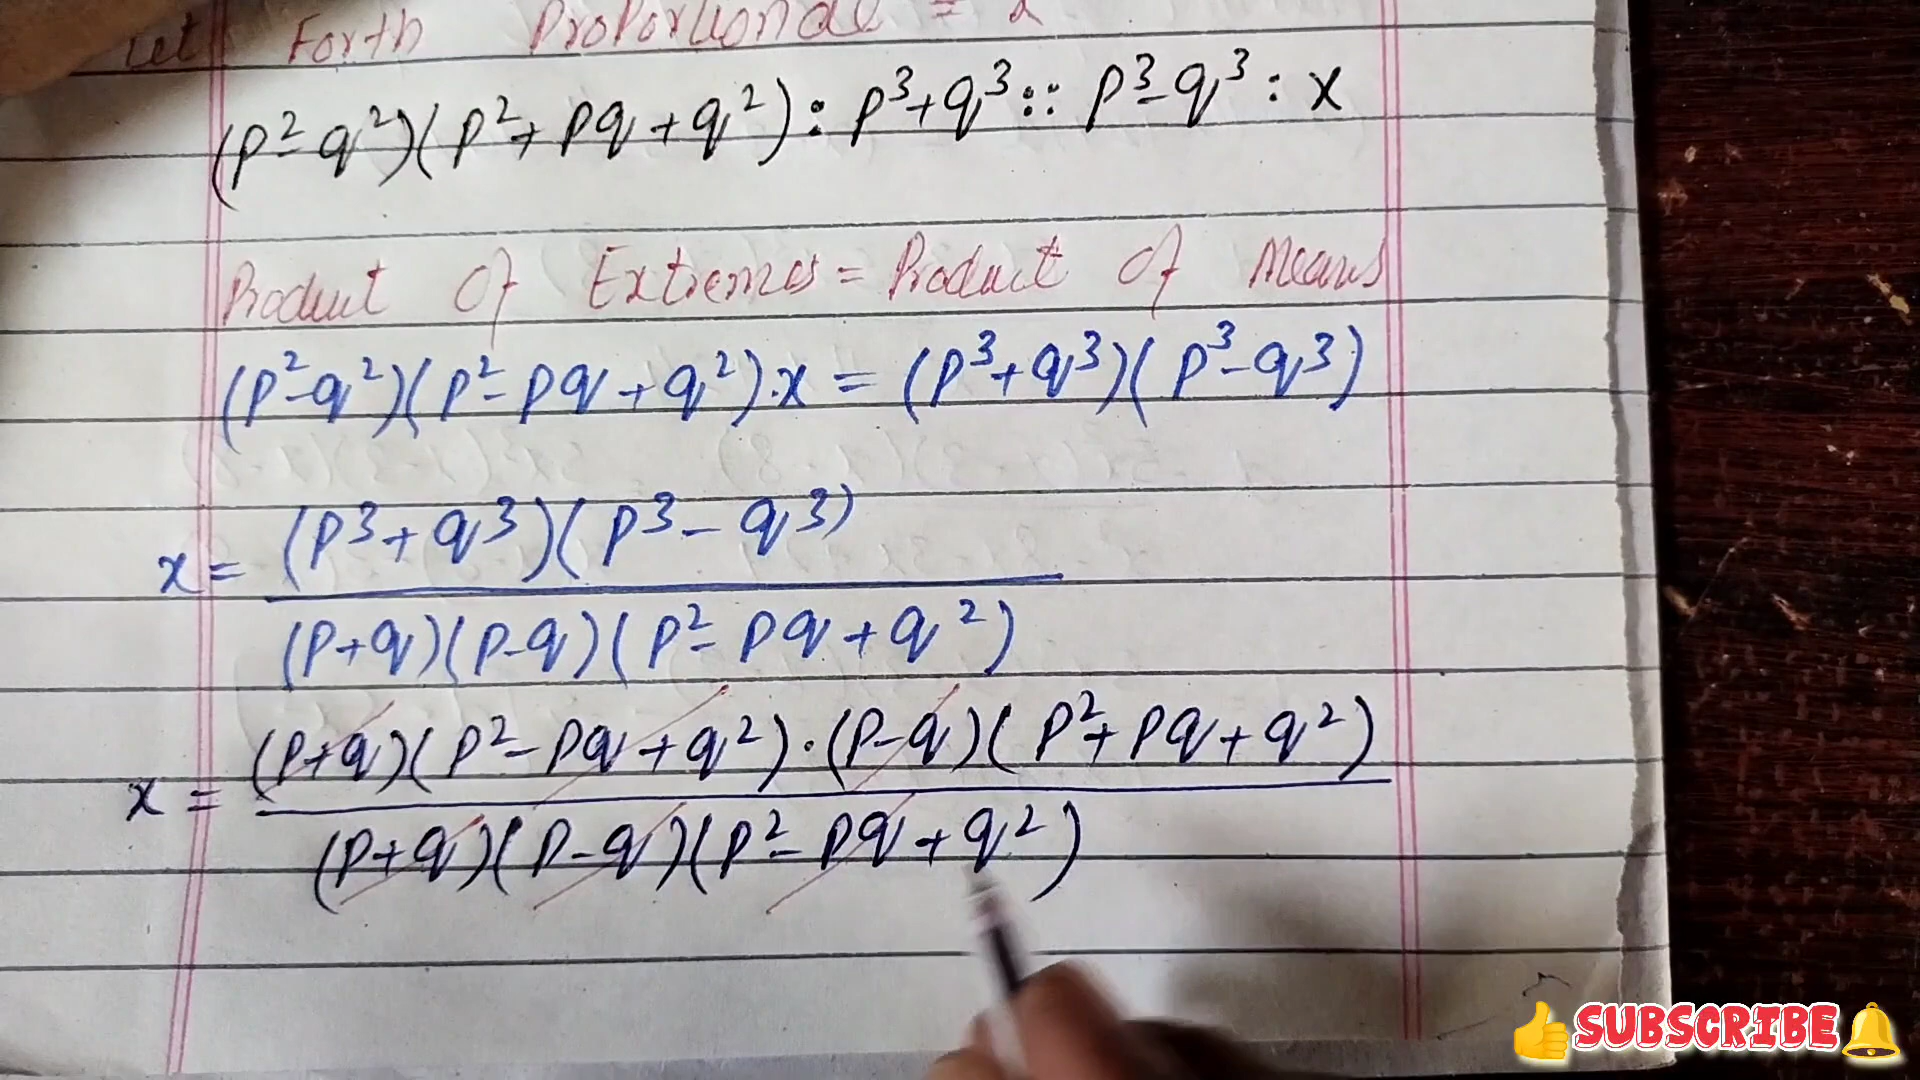 Let Forth Proportional =
(p²-q²)(p²+pq+q²) : p³+q³ :: p³-q³ : x
Product Of Extremes = Product Of Means
(p²-q²)(p²-pq+q²).x = (p³+q³)(p³-q³)
x = (p³+q³)(p³-q³)
(p+q)(p-q)(p²-pq+q²)
x = (p+q)(p²-pq+q²).(p-q)(p²+pq+q²)
(p+q)(p-q)(p²-pq+q²)
SUBSCRIBE